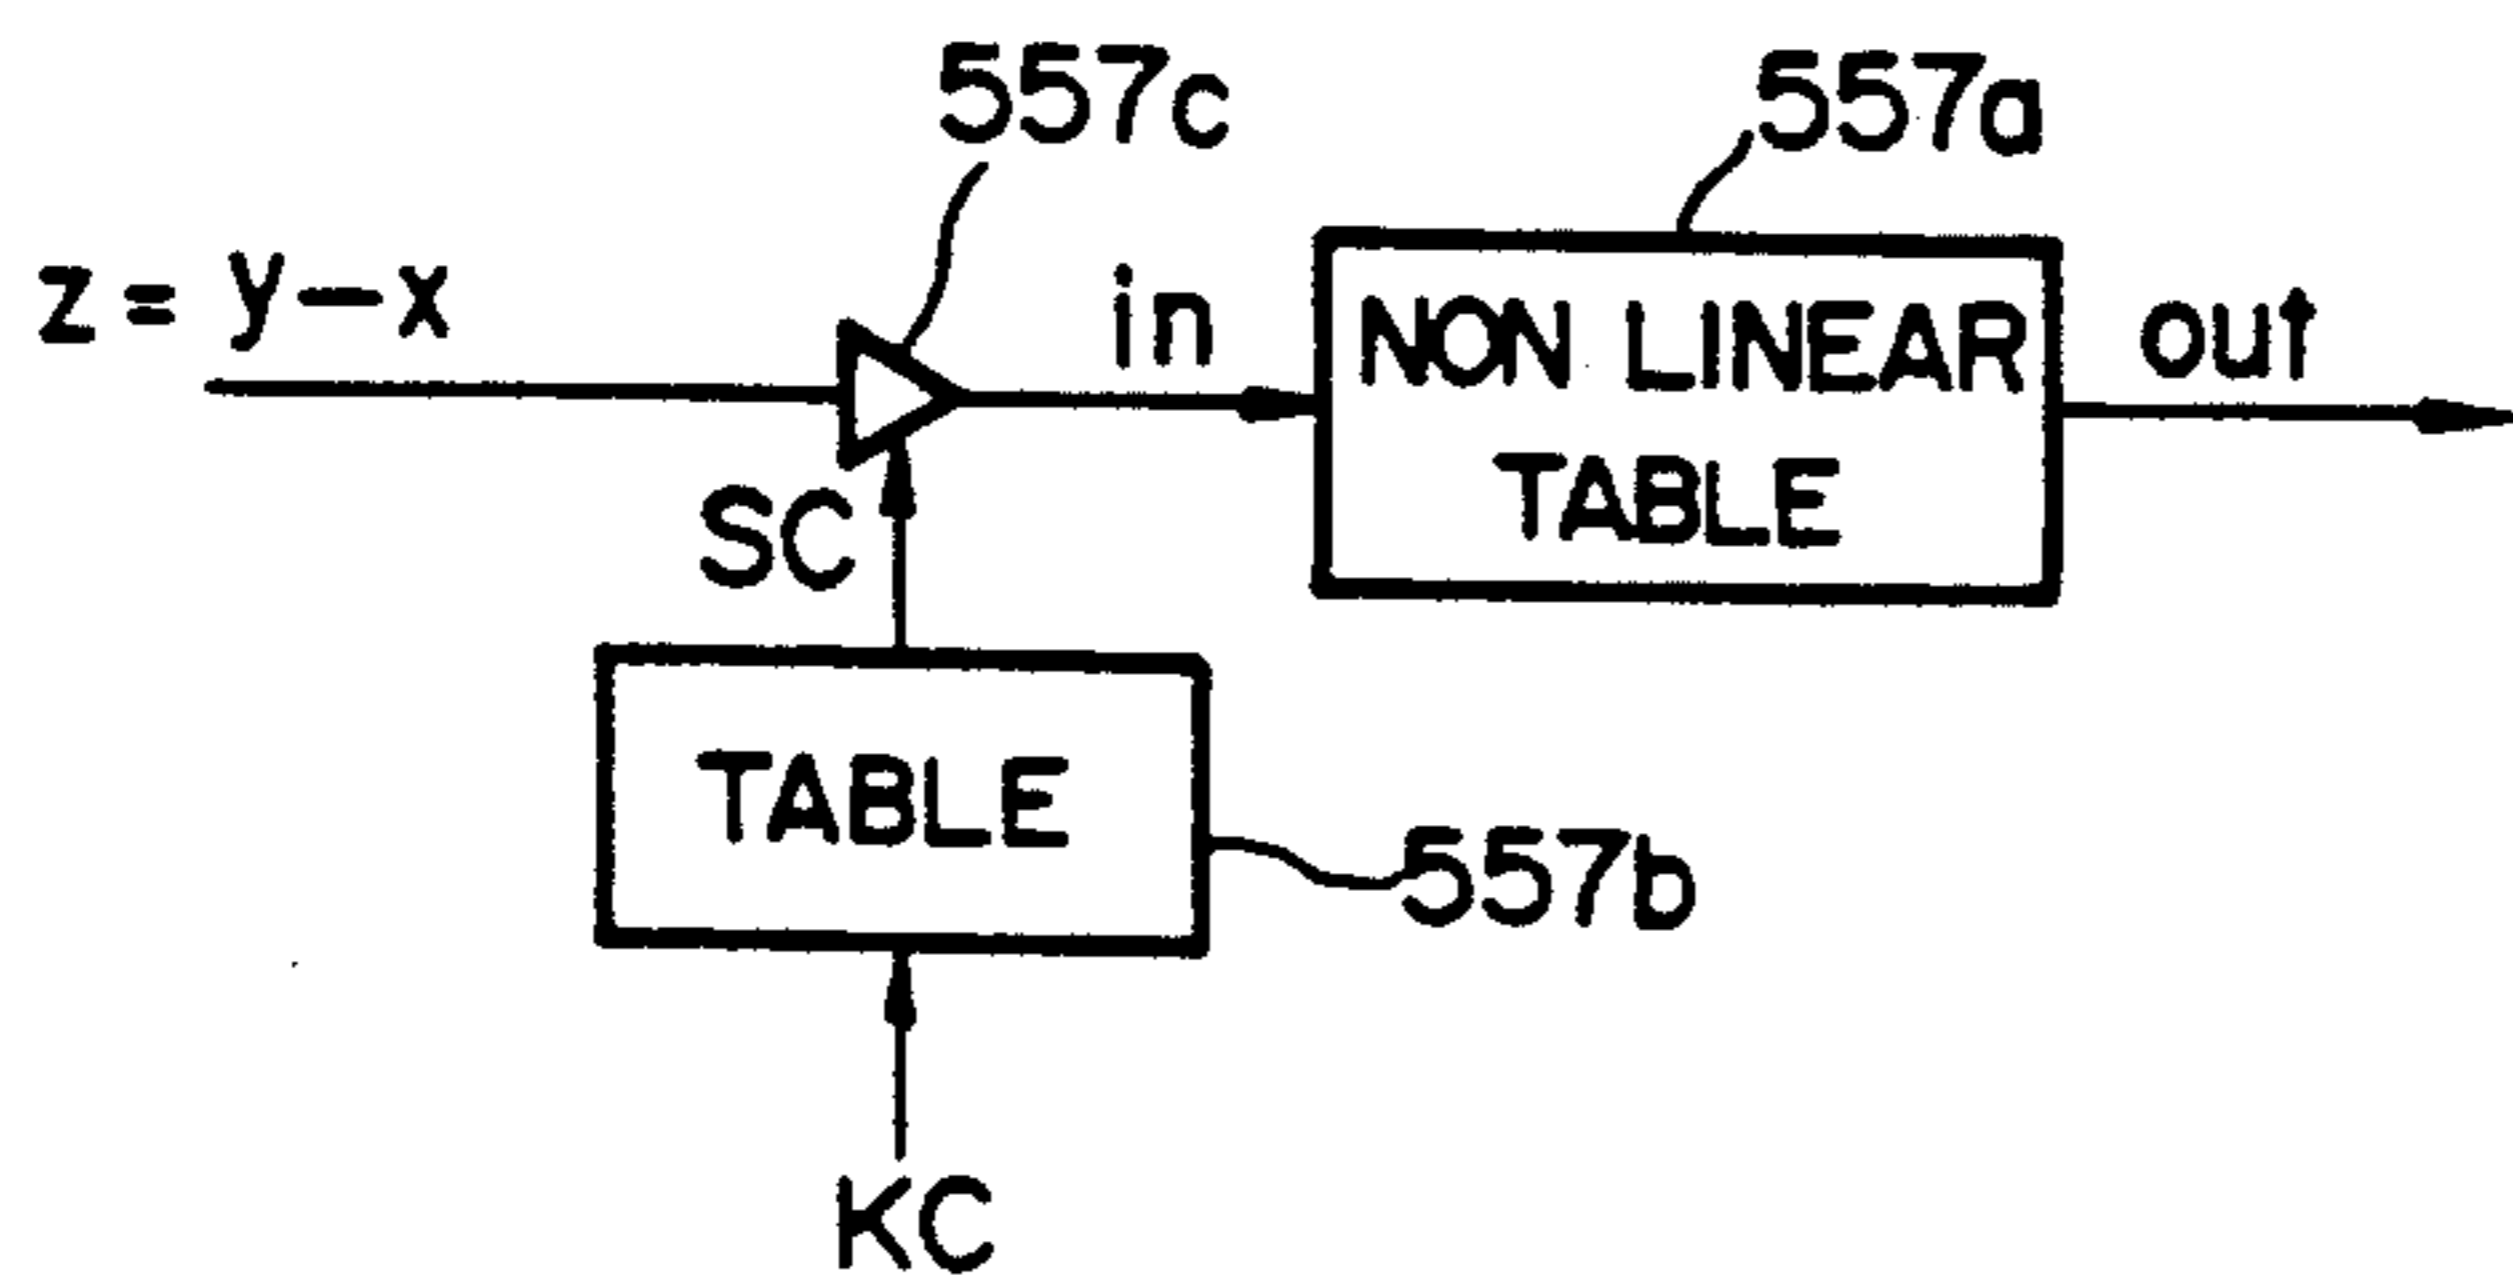 557c
557a
z = y-x
in
NON LINEAR
TABLE
out
SC
TABLE
557b
KC